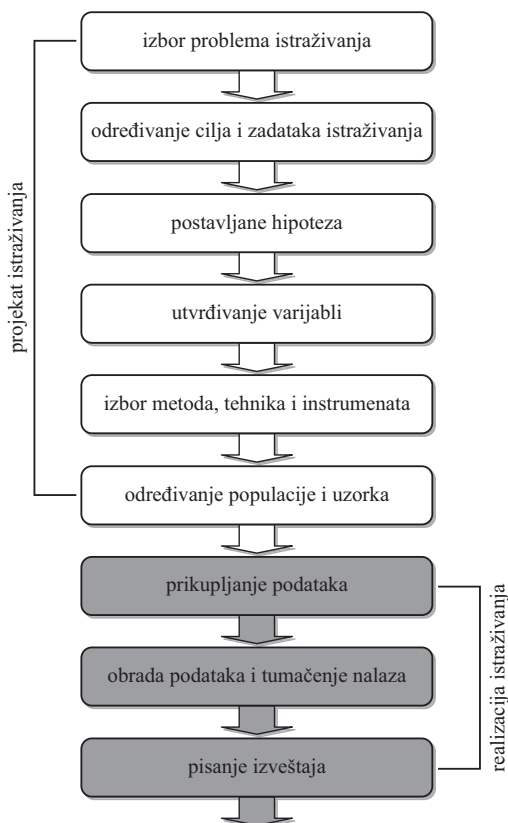 izbor problema istraživanja
određivanje cilja i zadataka istraživanja
postavljane hipoteza
utvrđivanje varijabli
izbor metoda, tehnika i instrumenata
određivanje populacije i uzorka
projekat istraživanja
prikupljanje podataka
obrada podataka i tumačenje nalaza
pisanje izveštaja
realizacija istraživanja